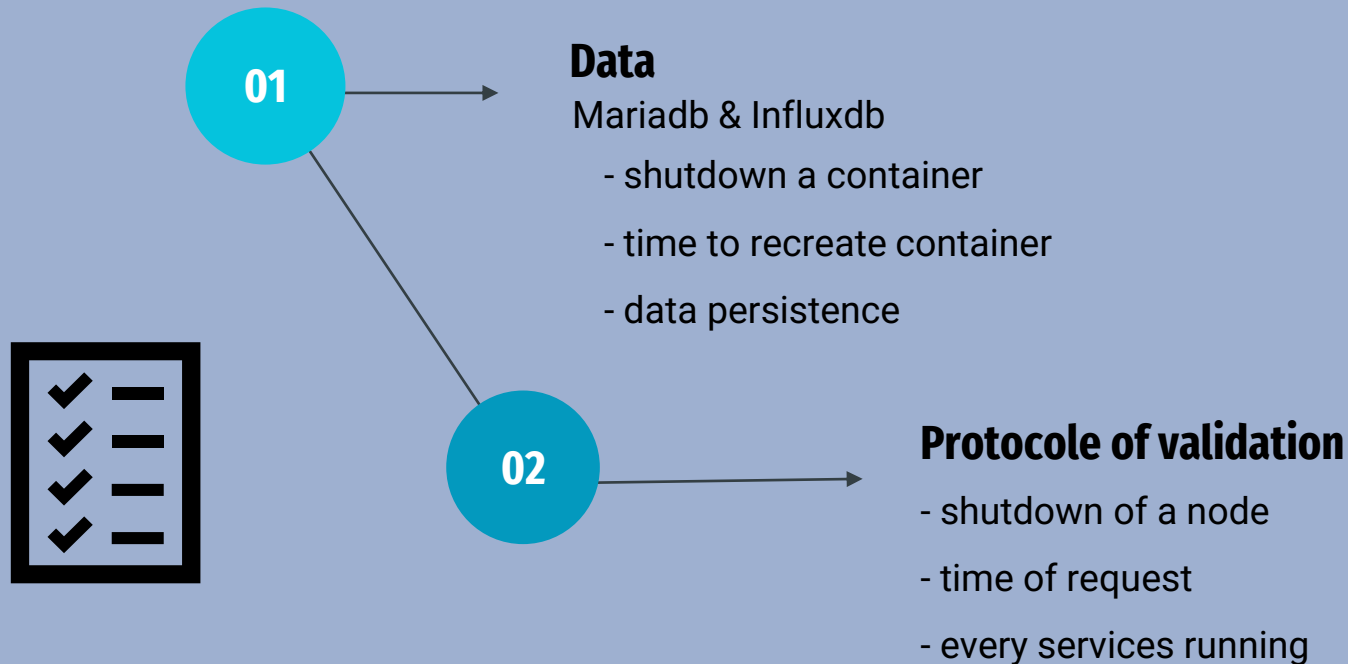 01
Data
Mariadb & Influxdb
- shutdown a container
- time to recreate container
- data persistence
02
Protocole of validation
- shutdown of a node
- time of request
- every services running